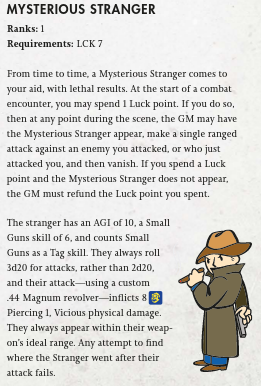 MYSTERIOUS STRANGER
Ranks: 1
Requirements: LCK 7
From time to time, a Mysterious Stranger comes to
your aid, with lethal results. At the start of a combat
encounter, you may spend 1 Luck point. If you do so,
then at any point during the scene, the GM may have
the Mysterious Stranger appear, make a single ranged
attack against an enemy you attacked, or who just
attacked you, and then vanish. If you spend a Luck
point and the Mysterious Stranger does not appear,
the GM must refund the Luck point you spent.
The stranger has an AGI of 10, a Small
Guns skill of 6, and counts Small
Guns as a Tag skill. They always roll
3d20 for attacks, rather than 2d20,
and their attack—using a custom
.44 Magnum revolver—inflicts 8
Piercing 1, Vicious physical damage.
They always appear within their weap-
on's ideal range. Any attempt to find
where the Stranger went after their
attack fails.